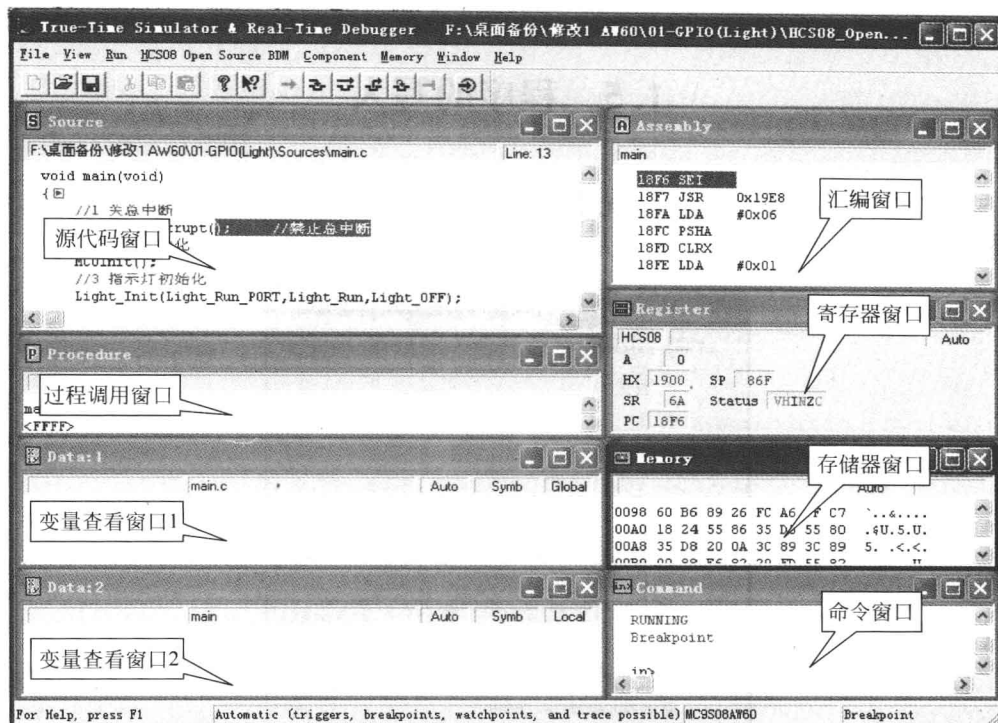 True-Time Simulator & Real-Time Debugger F:\桌面备份\修改1 AW60\01-GPIO(Light)\HCS08_Open...
File View Run HCS08 Open Source BDM Component Memory Window Help
Source
F:\桌面备份\修改1 AW60\01-GPIO(Light)\Sources\main.c Line: 13
void main(void)
{
//1 关总中断
rupt(); //禁止总中断
化
MCUInit();
//3 指示灯初始化
Light_Init(Light_Run_PORT,Light_Run,Light_OFF);
源代码窗口
Assembly
main
18F6 SEI
18F7 JSR 0x19E8
18FA LDA #0x06
18FC PSHA
18FD CLRX
18FE LDA #0x01
汇编窗口
Register
HCS08 Auto
A 0
HX 1900 SP 86F
SR 6A Status VHINZC
PC 18F6
寄存器窗口
Procedure
<FFFF>
过程调用窗口
Data:1
main.c Auto Symb Global
变量查看窗口1
Memory
Auto
0098 60 B6 89 26 FC A6 F C7 `..&....
00A0 18 24 55 86 35 D8 55 80 .$U.5.U.
00A8 35 D8 20 0A 3C 89 3C 89 5. .<.<.
存储器窗口
Data:2
main Auto Symb Local
变量查看窗口2
Command
RUNNING
Breakpoint
in>
命令窗口
For Help, press F1 Automatic (triggers, breakpoints, watchpoints, and trace possible) MC9S08AW60 Breakpoint